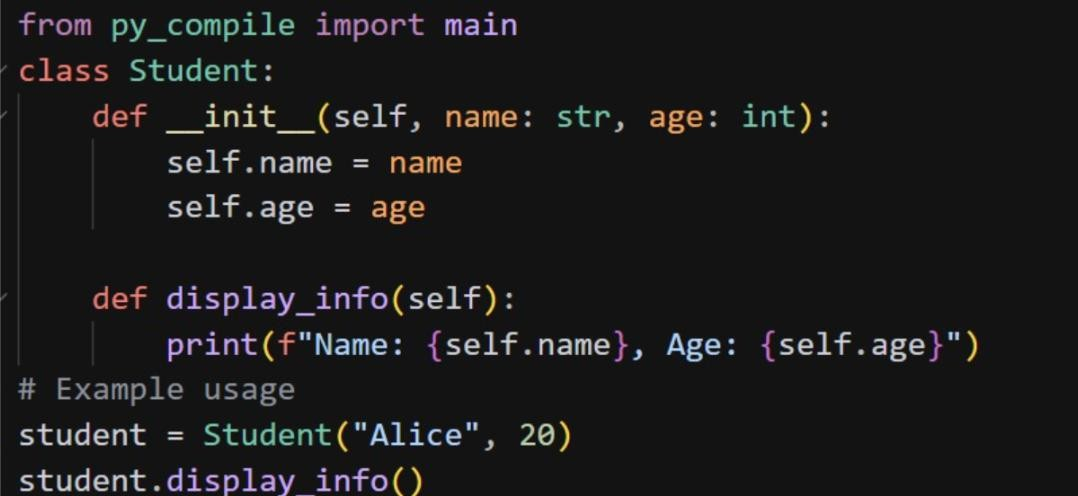 from py_compile import main
class Student:
    def __init__(self, name: str, age: int):
        self.name = name
        self.age = age

    def display_info(self):
        print(f"Name: {self.name}, Age: {self.age}")
# Example usage
student = Student("Alice", 20)
student.display_info()